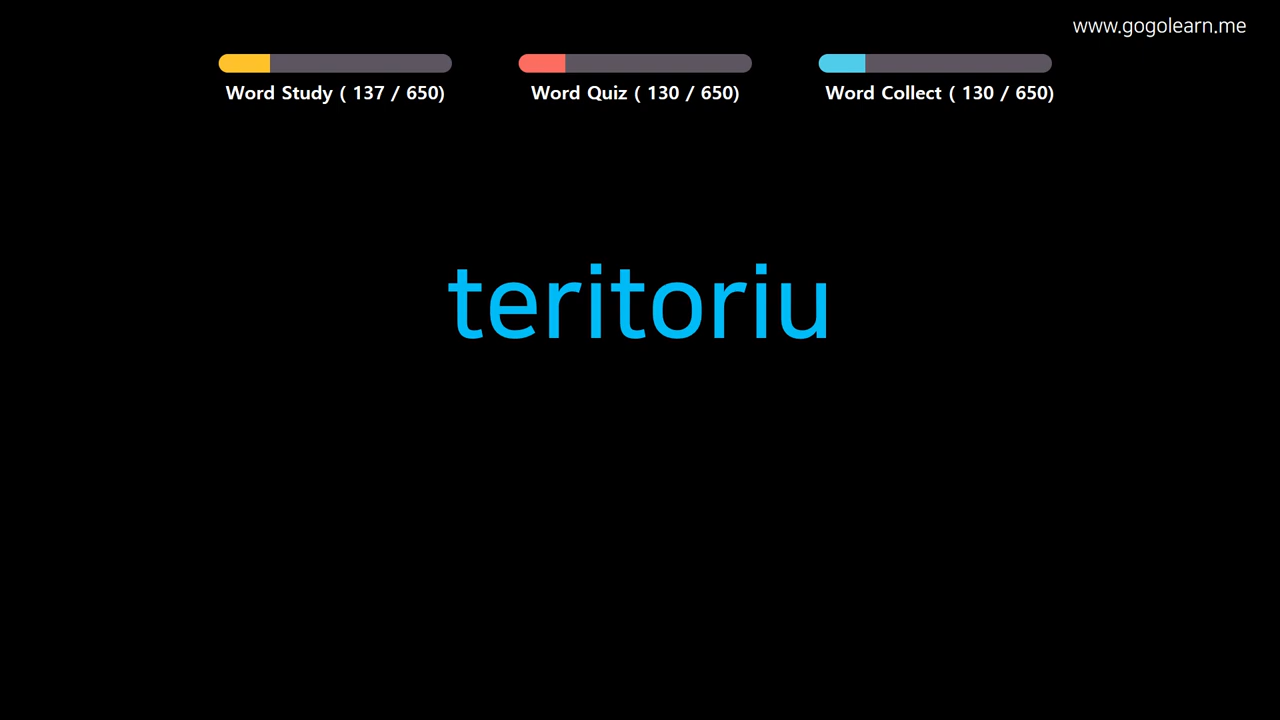 www.gogolearn.me
Word Study ( 137 / 650)
Word Quiz ( 130 / 650)
Word Collect ( 130 / 650)
teritoriu